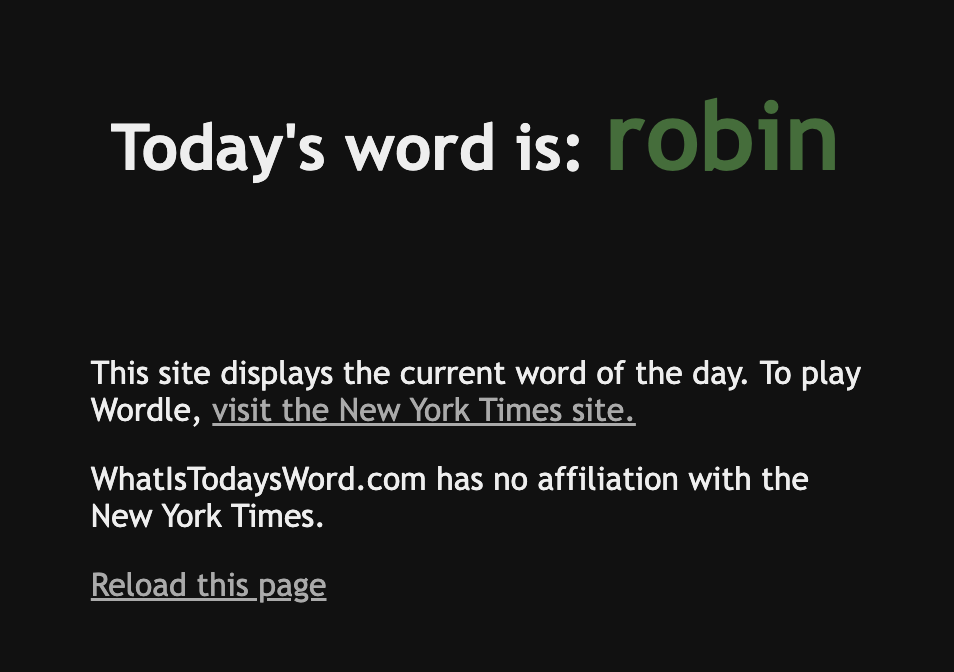 Today's word is: robin
This site displays the current word of the day. To play
Wordle, visit the New York Times site.
WhatIsTodaysWord.com has no affiliation with the
New York Times.
Reload this page